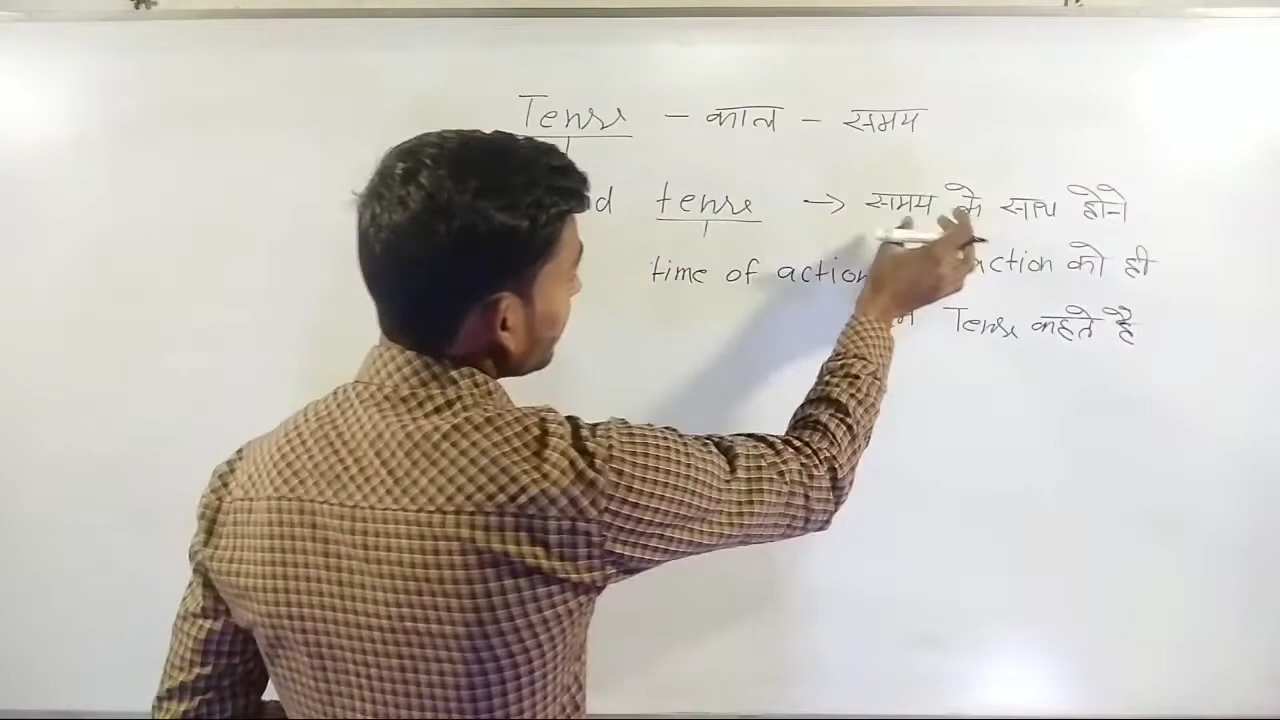 Tense – काल – समय
tense → समय के साथ होने
time of action action को ही
Tense कहते है